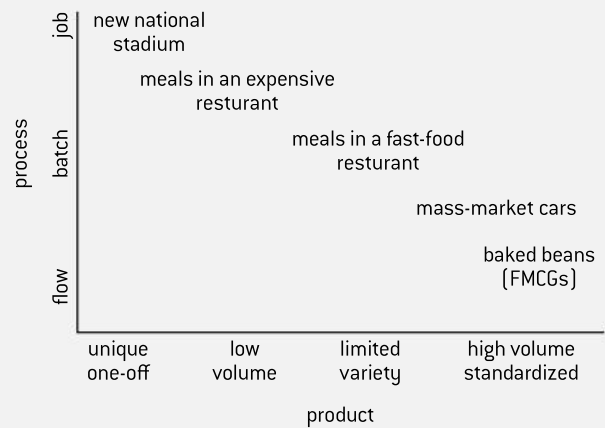 job
new national
stadium
meals in an expensive
resturant
process
batch
meals in a fast-food
resturant
mass-market cars
baked beans
(FMCGs)
flow
unique
one-off
low
volume
limited
variety
high volume
standardized
product